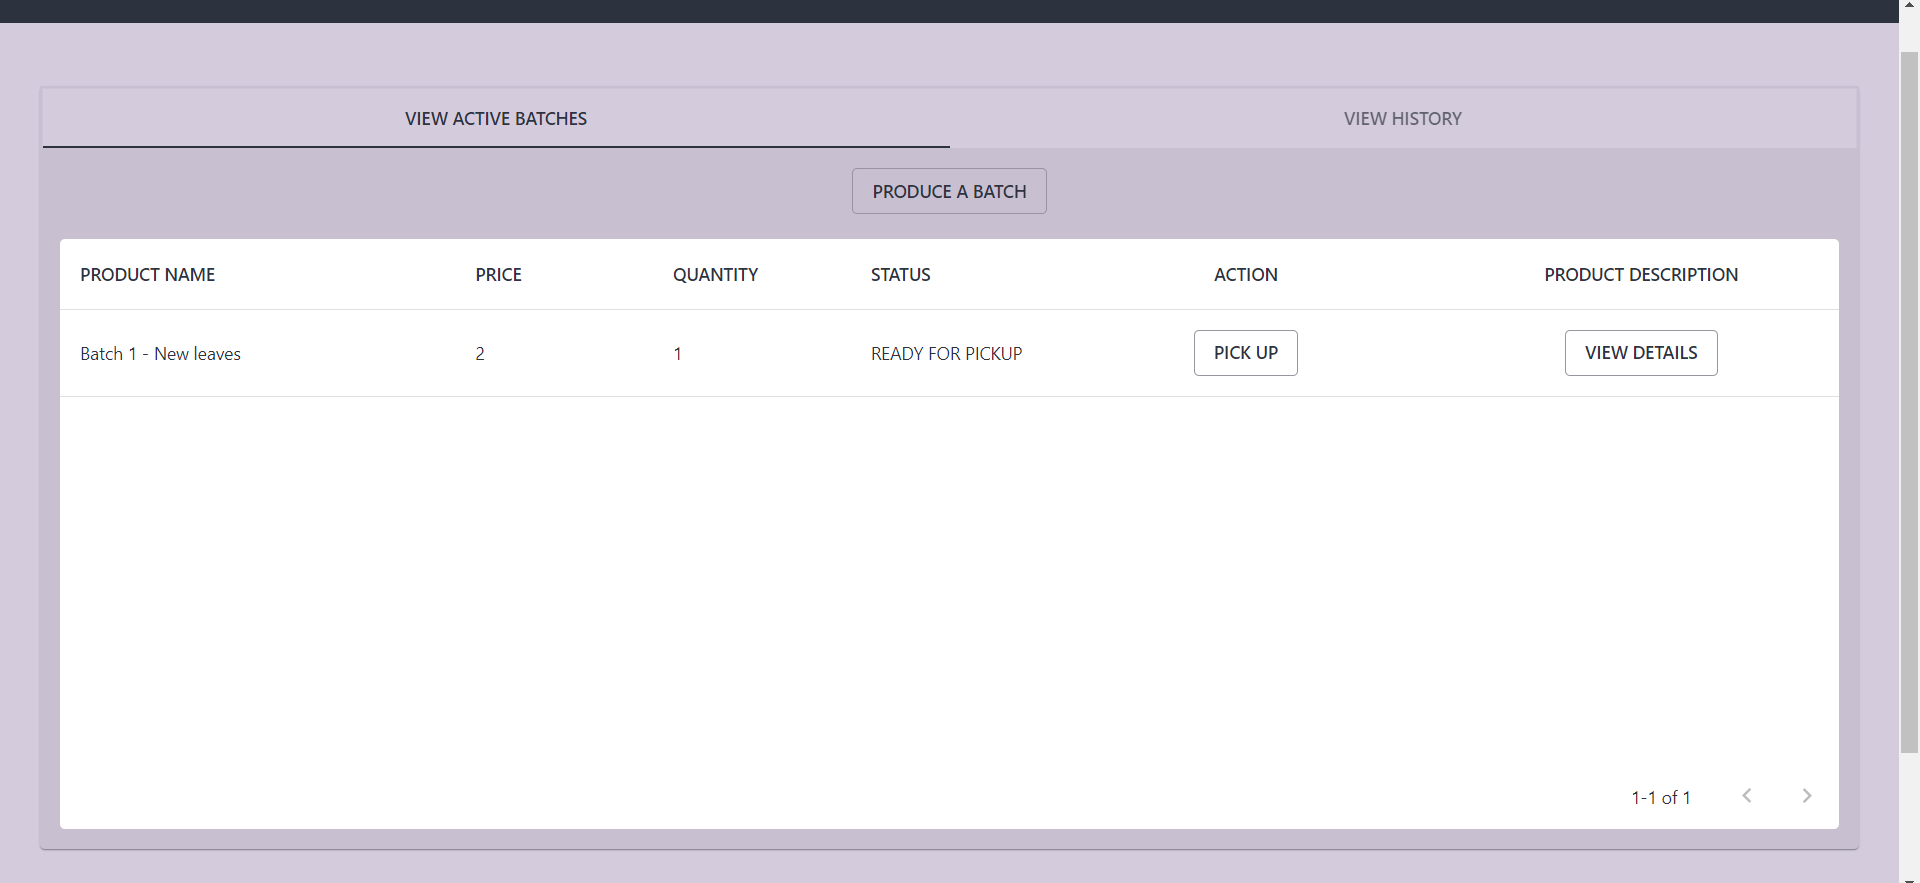 VIEW ACTIVE BATCHES VIEW HISTORY
PRODUCE A BATCH
PRODUCT NAME PRICE QUANTITY STATUS ACTION PRODUCT DESCRIPTION
Batch 1 - New leaves 2 1 READY FOR PICKUP PICK UP VIEW DETAILS
1-1 of 1